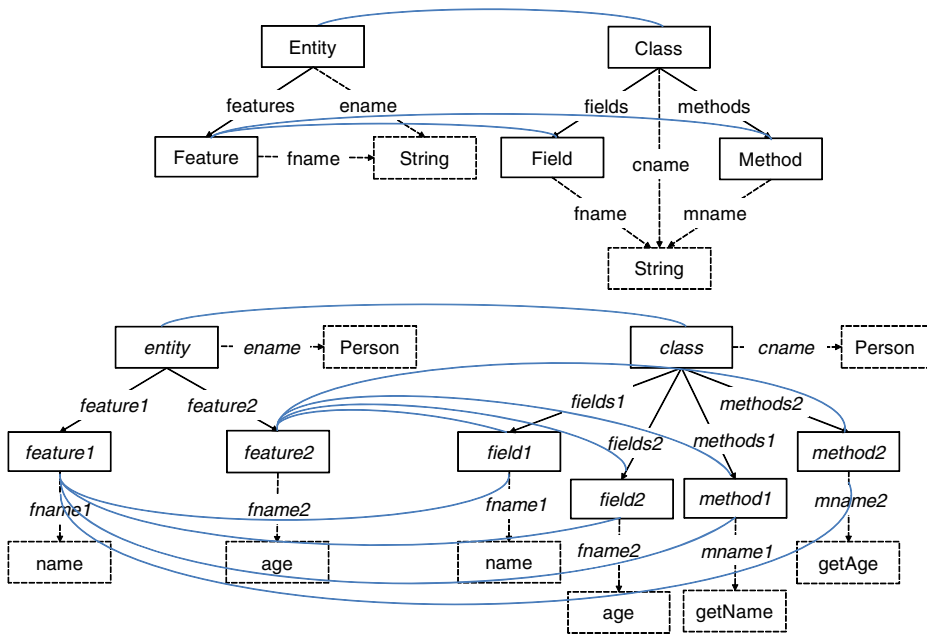 Entity
Class
features
ename
fields
methods
Feature
fname
String
Field
cname
Method
fname
mname
String
entity
ename
Person
class
cname
Person
feature1
feature2
fields1
methods2
fields2
methods1
feature1
feature2
field1
method2
field2
method1
fname1
fname2
fname1
mname2
name
age
name
fname2
mname1
getAge
age
getName